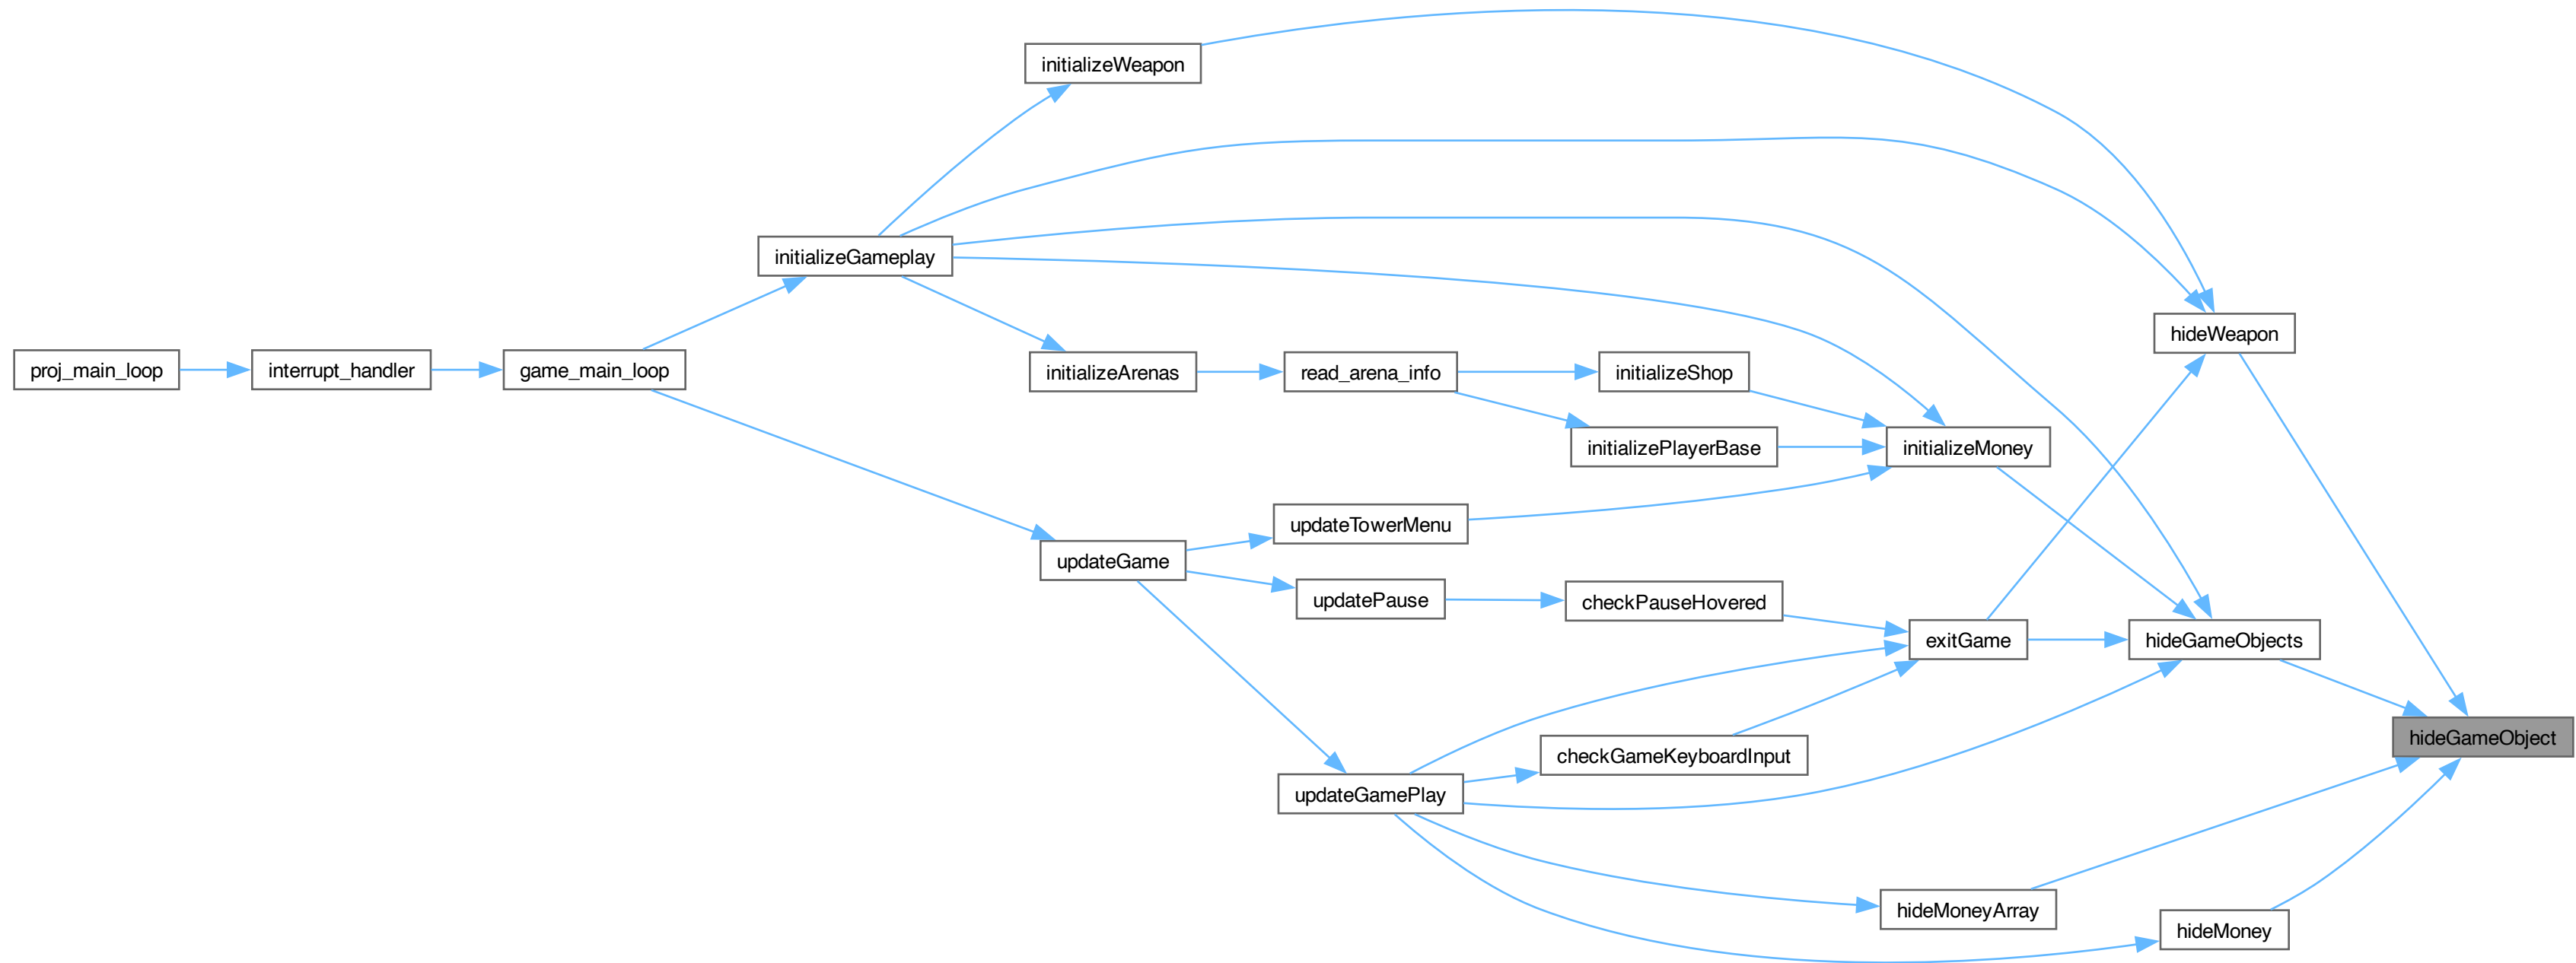 initializeWeapon
initializeGameplay
hideWeapon
proj_main_loop
interrupt_handler
game_main_loop
initializeArenas
read_arena_info
initializeShop
initializePlayerBase
initializeMoney
updateTowerMenu
updateGame
updatePause
checkPauseHovered
exitGame
hideGameObjects
hideGameObject
checkGameKeyboardInput
updateGamePlay
hideMoneyArray
hideMoney